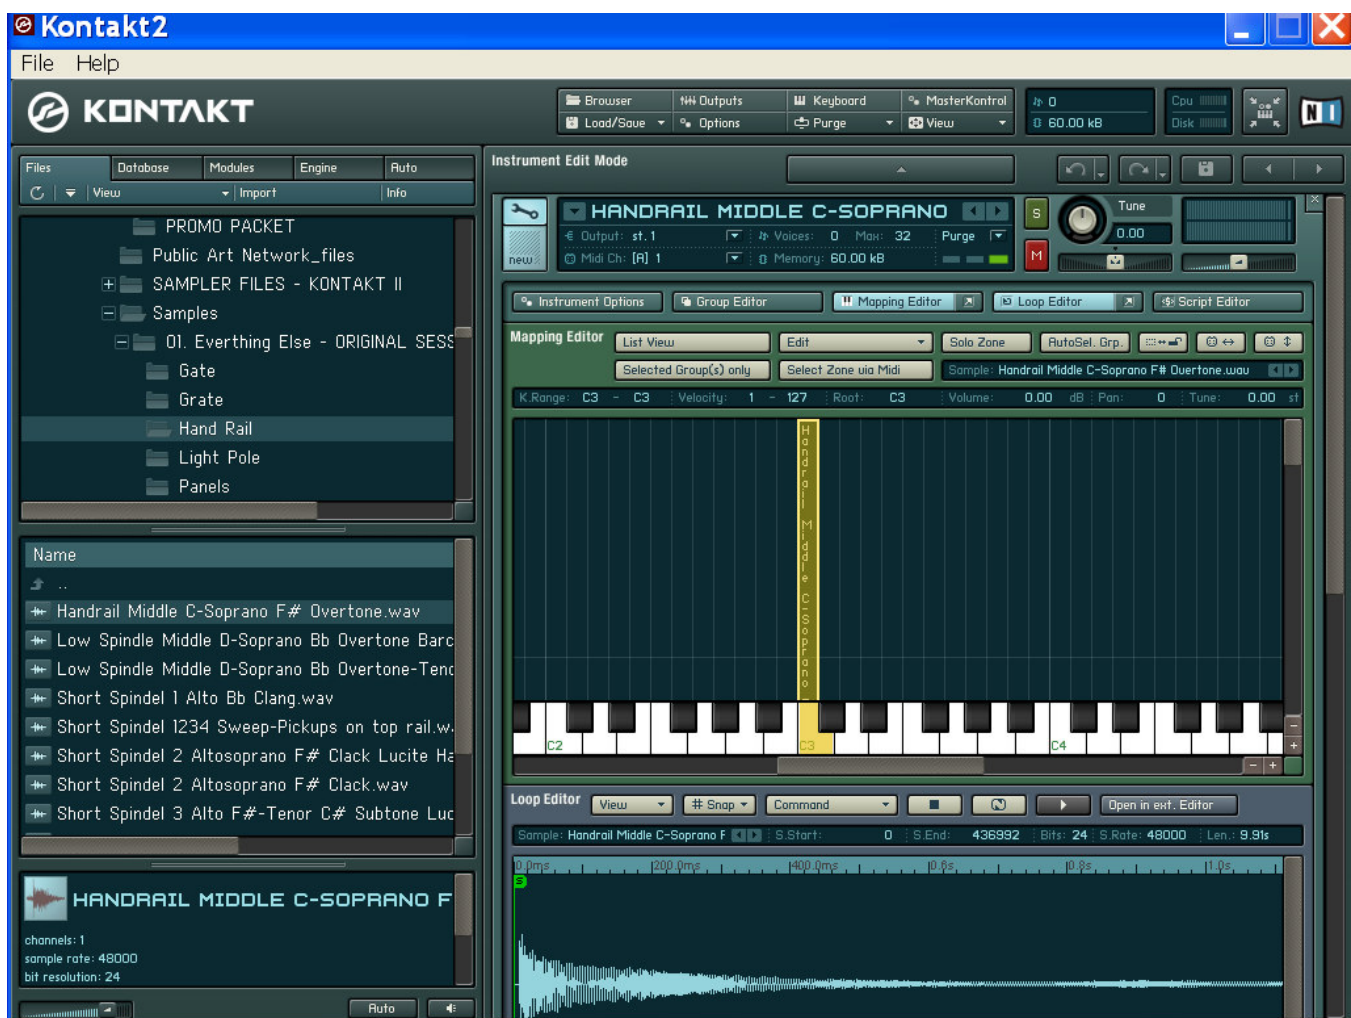 Kontakt2
File Help
KONTAKT
Browser Outputs Keyboard MasterKontrol
Load/Save Options Purge View
0
60.00 kB
Cpu
Disk
NI
Files Database Modules Engine Auto
View Import Info
PROMO PACKET
Public Art Network_files
SAMPLER FILES - KONTAKT II
Samples
01. Everthing Else - ORIGINAL SESS
Gate
Grate
Hand Rail
Light Pole
Panels
Name
..
Handrail Middle C-Soprano F# Overtone.wav
Low Spindle Middle D-Soprano Bb Overtone Barc
Low Spindle Middle D-Soprano Bb Overtone-Tenc
Short Spindel 1 Alto Bb Clang.wav
Short Spindel 1234 Sweep-Pickups on top rail.w
Short Spindel 2 Altosoprano F# Clack Lucite Ha
Short Spindel 2 Altosoprano F# Clack.wav
Short Spindel 3 Alto F#-Tenor C# Subtone Luc
HANDRAIL MIDDLE C-SOPRANO F
channels: 1
sample rate: 48000
bit resolution: 24
Auto
Instrument Edit Mode
new
HANDRAIL MIDDLE C-SOPRANO
Output: st. 1 Voices: 0 Max: 32 Purge
Midi Ch: [A] 1 Memory: 60.00 kB
S
M
Tune
0.00
Instrument Options Group Editor Mapping Editor Loop Editor Script Editor
Mapping Editor List View Edit Solo Zone AutoSel. Grp.
Selected Group(s) only Select Zone via Midi Sample: Handrail Middle C-Soprano F# Overtone.wav
K.Range: C3 - C3 Velocity: 1 - 127 Root: C3 Volume: 0.00 dB Pan: 0 Tune: 0.00 st
Handrail Middle C-Soprano
C2 C3 C4
Loop Editor View # Snap Command Open in ext. Editor
Sample: Handrail Middle C-Soprano F S.Start: 0 S.End: 436992 Bits: 24 S.Rate: 48000 Len.: 9.91s
0.0ms 200.0ms 400.0ms 0.6s 0.8s 1.0s
S